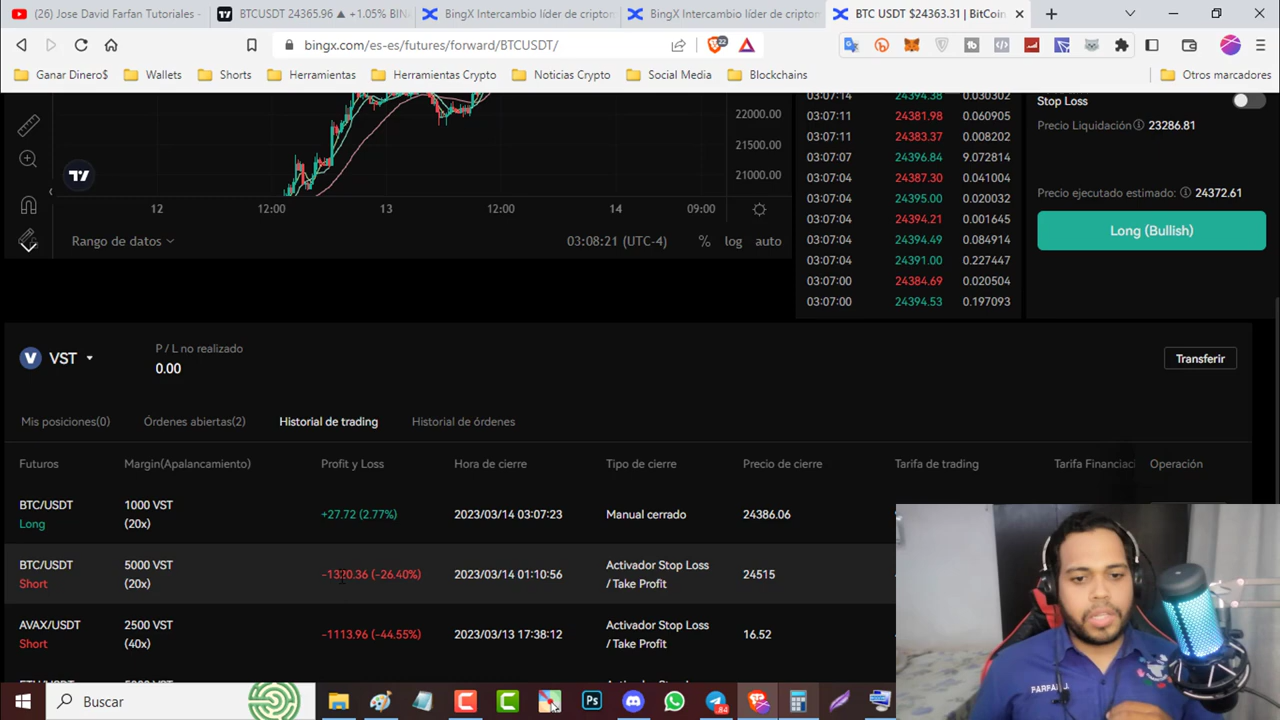 (26) Jose David Farfan Tutoriales -
BTCUSDT 24365.96 ▲ +1.05% BIN
BingX Intercambio líder de cripton
BingX Intercambio líder de cripton
BTC USDT $24363.31 | BitCoin
bingx.com/es-es/futures/forward/BTCUSDT/
22
Ganar Dinero$
Wallets
Shorts
Herramientas
Herramientas Crypto
Noticias Crypto
Social Media
Blockchains
Otros marcadores
22000.00
21500.00
21000.00
12
12:00
13
12:00
14
09:00
Rango de datos
03:08:21 (UTC-4)
%
log
auto
03:07:14 24394.38 0.030302
03:07:11 24381.98 0.060905
03:07:11 24383.37 0.008202
03:07:07 24396.84 9.072814
03:07:04 24387.30 0.041004
03:07:04 24395.00 0.020032
03:07:04 24394.21 0.001645
03:07:04 24394.49 0.084914
03:07:04 24391.00 0.227447
03:07:00 24384.69 0.020504
03:07:00 24394.53 0.197093
Stop Loss
Precio Liquidación 23286.81
Precio ejecutado estimado: 24372.61
Long (Bullish)
VST
P / L no realizado
0.00
Transferir
Mis posiciones(0)
Órdenes abiertas(2)
Historial de trading
Historial de órdenes
Futuros
Margin(Apalancamiento)
Profit y Loss
Hora de cierre
Tipo de cierre
Precio de cierre
Tarifa de trading
Tarifa Financiaci
Operación
BTC/USDT
Long
1000 VST
(20x)
+27.72 (2.77%)
2023/03/14 03:07:23
Manual cerrado
24386.06
BTC/USDT
Short
5000 VST
(20x)
-1320.36 (-26.40%)
2023/03/14 01:10:56
Activador Stop Loss
/ Take Profit
24515
AVAX/USDT
Short
2500 VST
(40x)
-1113.96 (-44.55%)
2023/03/13 17:38:12
Activador Stop Loss
/ Take Profit
16.52
FARFAN J.
Buscar
Ps
84